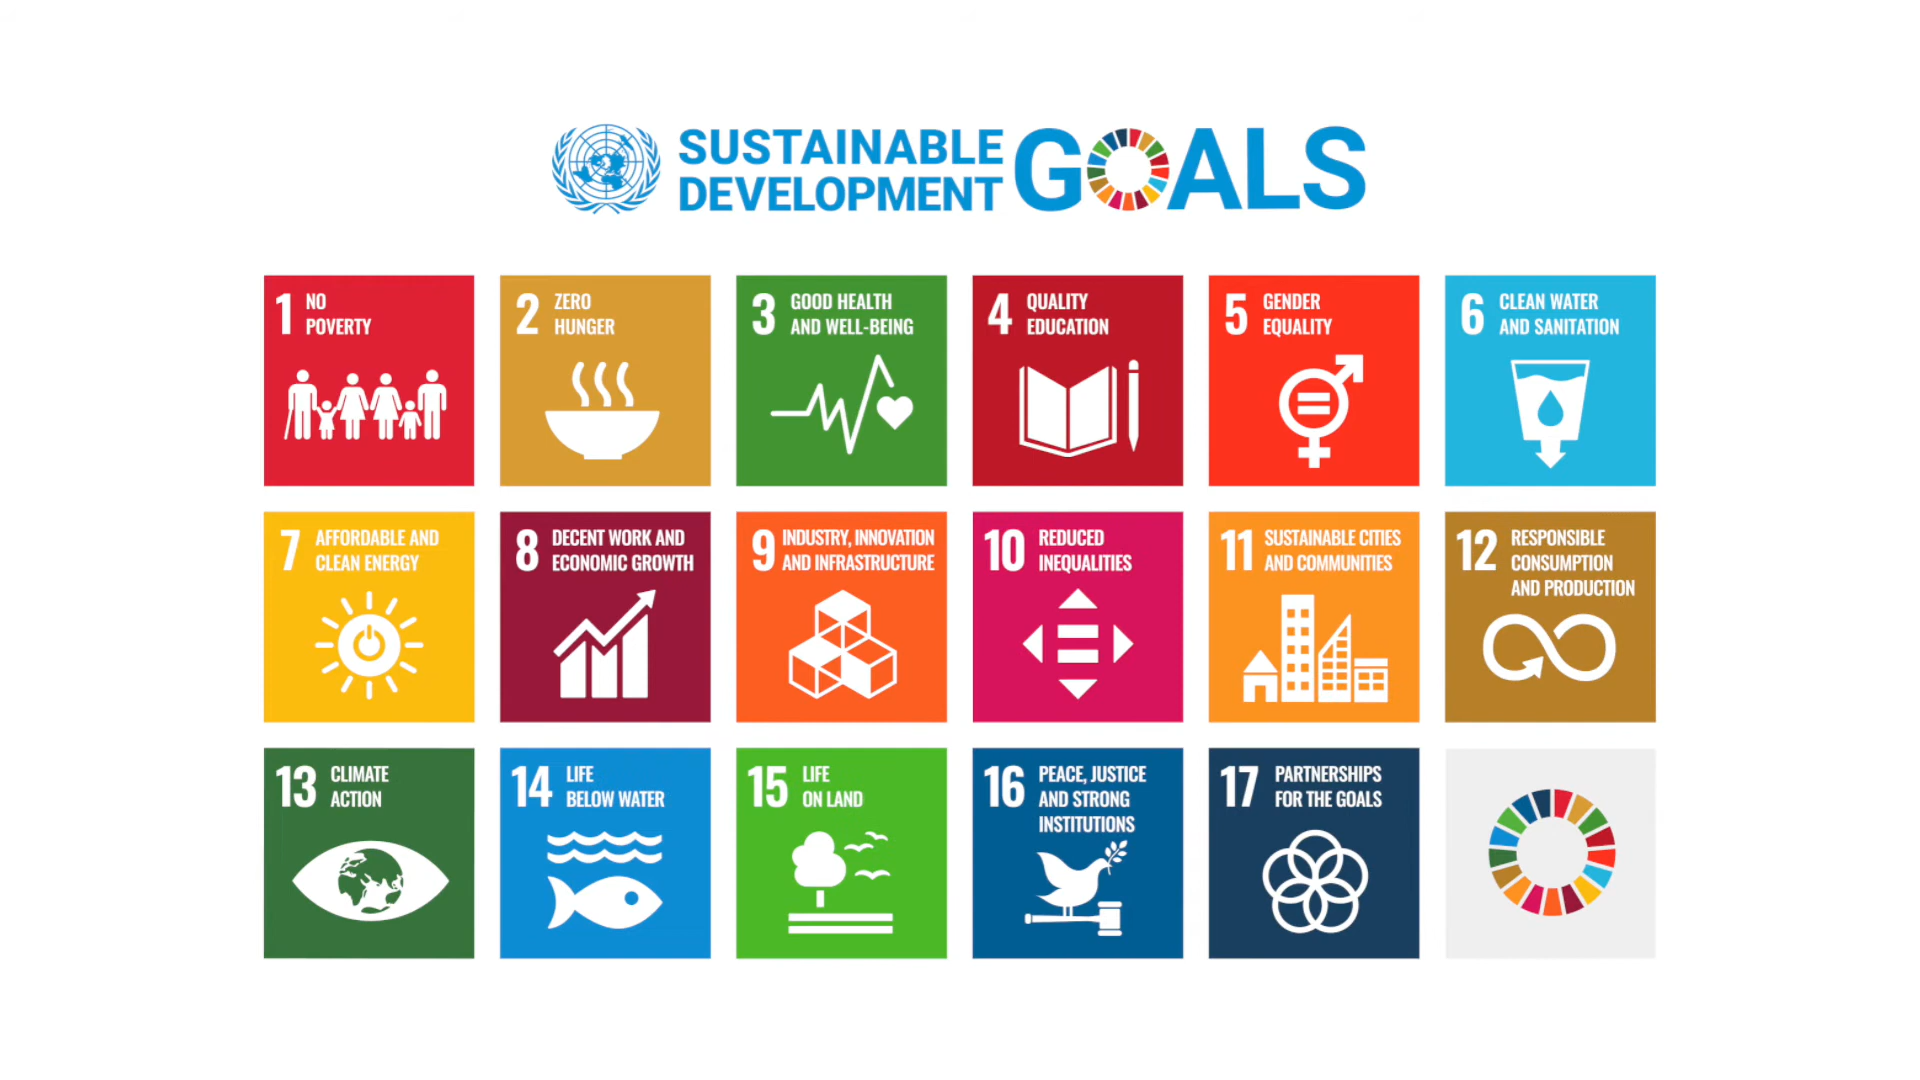 SUSTAINABLE
DEVELOPMENT
GOALS
1 NO
POVERTY
2 ZERO
HUNGER
3 GOOD HEALTH
AND WELL-BEING
4 QUALITY
EDUCATION
5 GENDER
EQUALITY
6 CLEAN WATER
AND SANITATION
7 AFFORDABLE AND
CLEAN ENERGY
8 DECENT WORK AND
ECONOMIC GROWTH
9 INDUSTRY, INNOVATION
AND INFRASTRUCTURE
10 REDUCED
INEQUALITIES
11 SUSTAINABLE CITIES
AND COMMUNITIES
12 RESPONSIBLE
CONSUMPTION
AND PRODUCTION
13 CLIMATE
ACTION
14 LIFE
BELOW WATER
15 LIFE
ON LAND
16 PEACE, JUSTICE
AND STRONG
INSTITUTIONS
17 PARTNERSHIPS
FOR THE GOALS